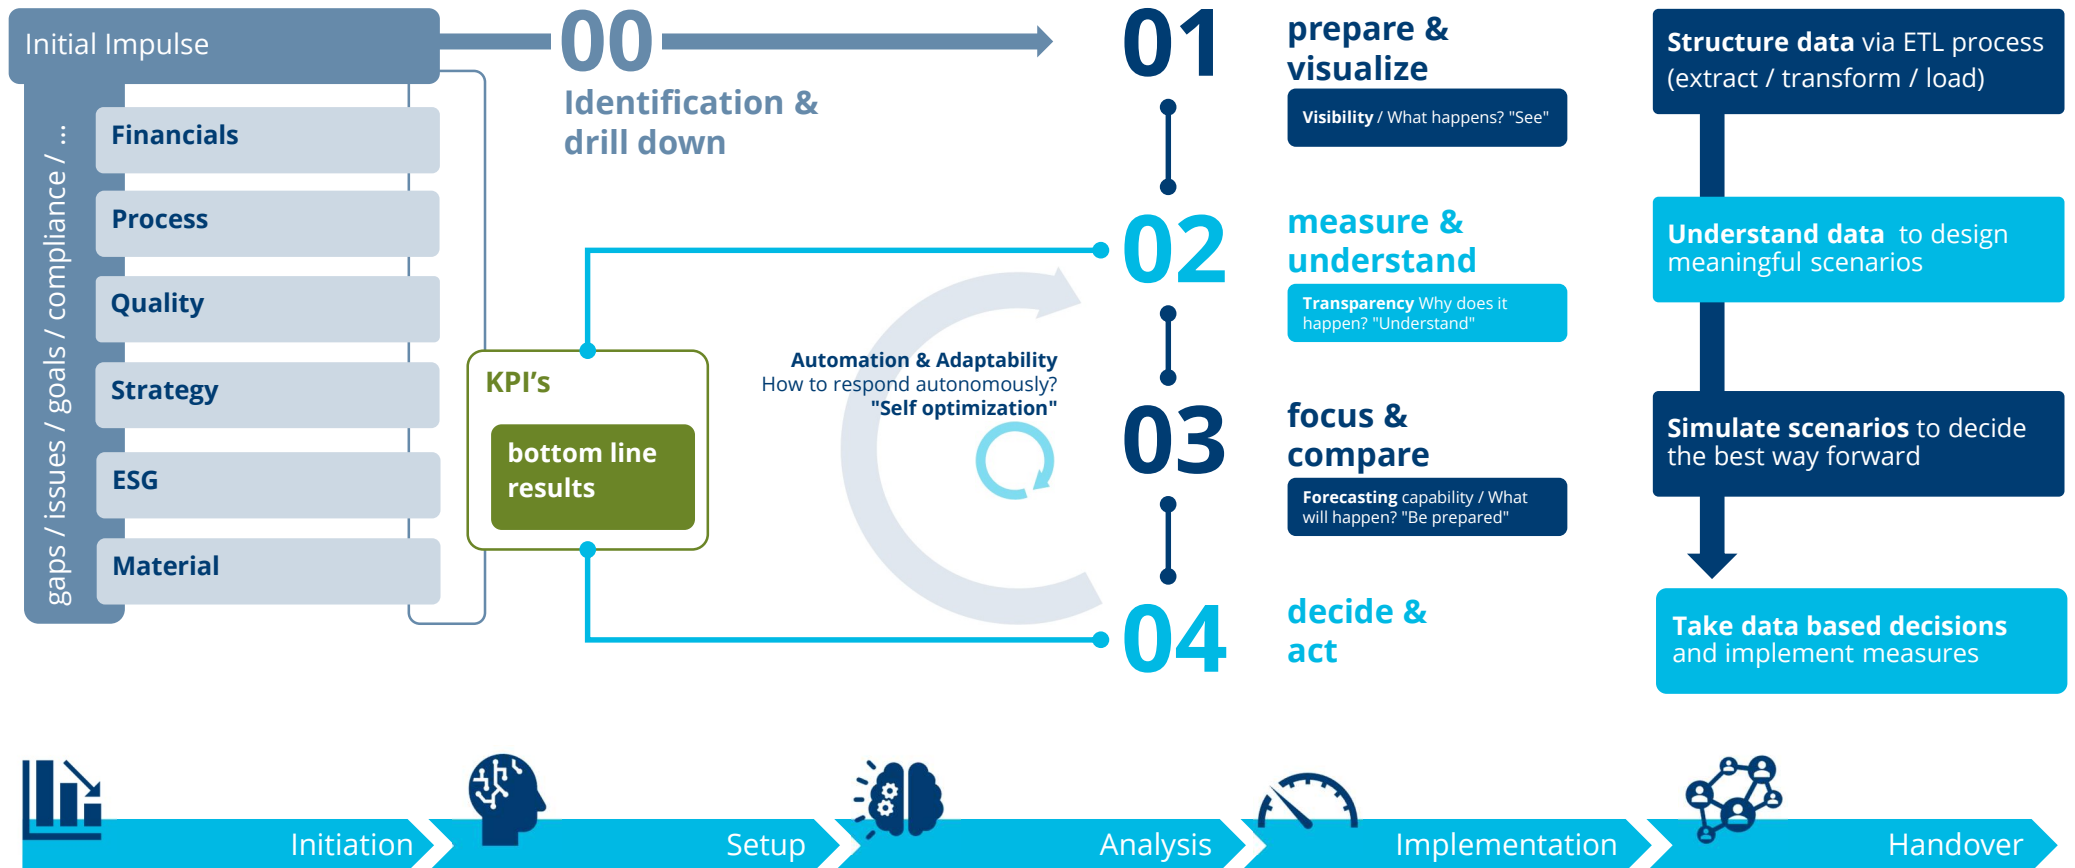 Initial Impulse
gaps / issues / goals / compliance / ...
Financials
Process
Quality
Strategy
ESG
Material
00
Identification &
drill down
KPI's
bottom line
results
Automation & Adaptability
How to respond autonomously?
"Self optimization"
01
prepare &
visualize
Visibility / What happens? "See"
02
measure &
understand
Transparency Why does it
happen? "Understand"
03
focus &
compare
Forecasting capability / What
will happen? "Be prepared"
04
decide &
act
Structure data via ETL process
(extract / transform / load)
Understand data to design
meaningful scenarios
Simulate scenarios to decide
the best way forward
Take data based decisions
and implement measures
Initiation
Setup
Analysis
Implementation
Handover